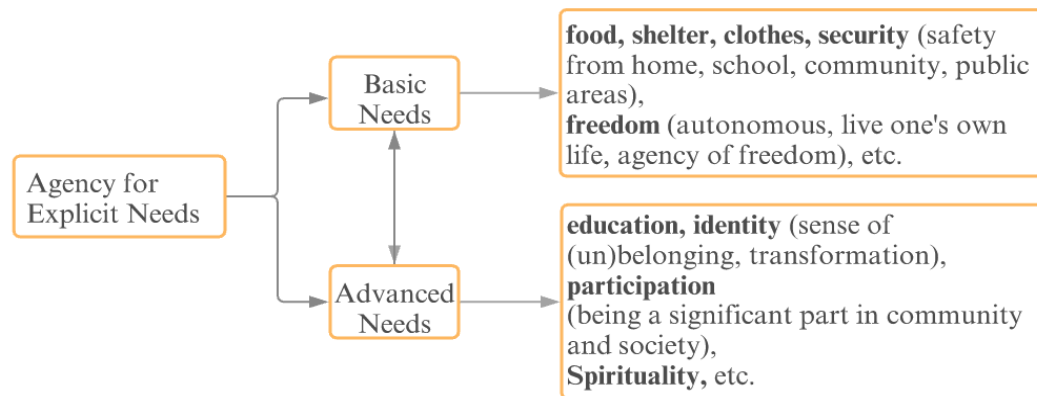 food, shelter, clothes, security (safety
from home, school, community, public
areas),
freedom (autonomous, live one's own
life, agency of freedom), etc.
Basic
Needs
Agency for
Explicit Needs
education, identity (sense of
(un)belonging, transformation),
participation
(being a significant part in community
and society),
Spirituality, etc.
Advanced
Needs